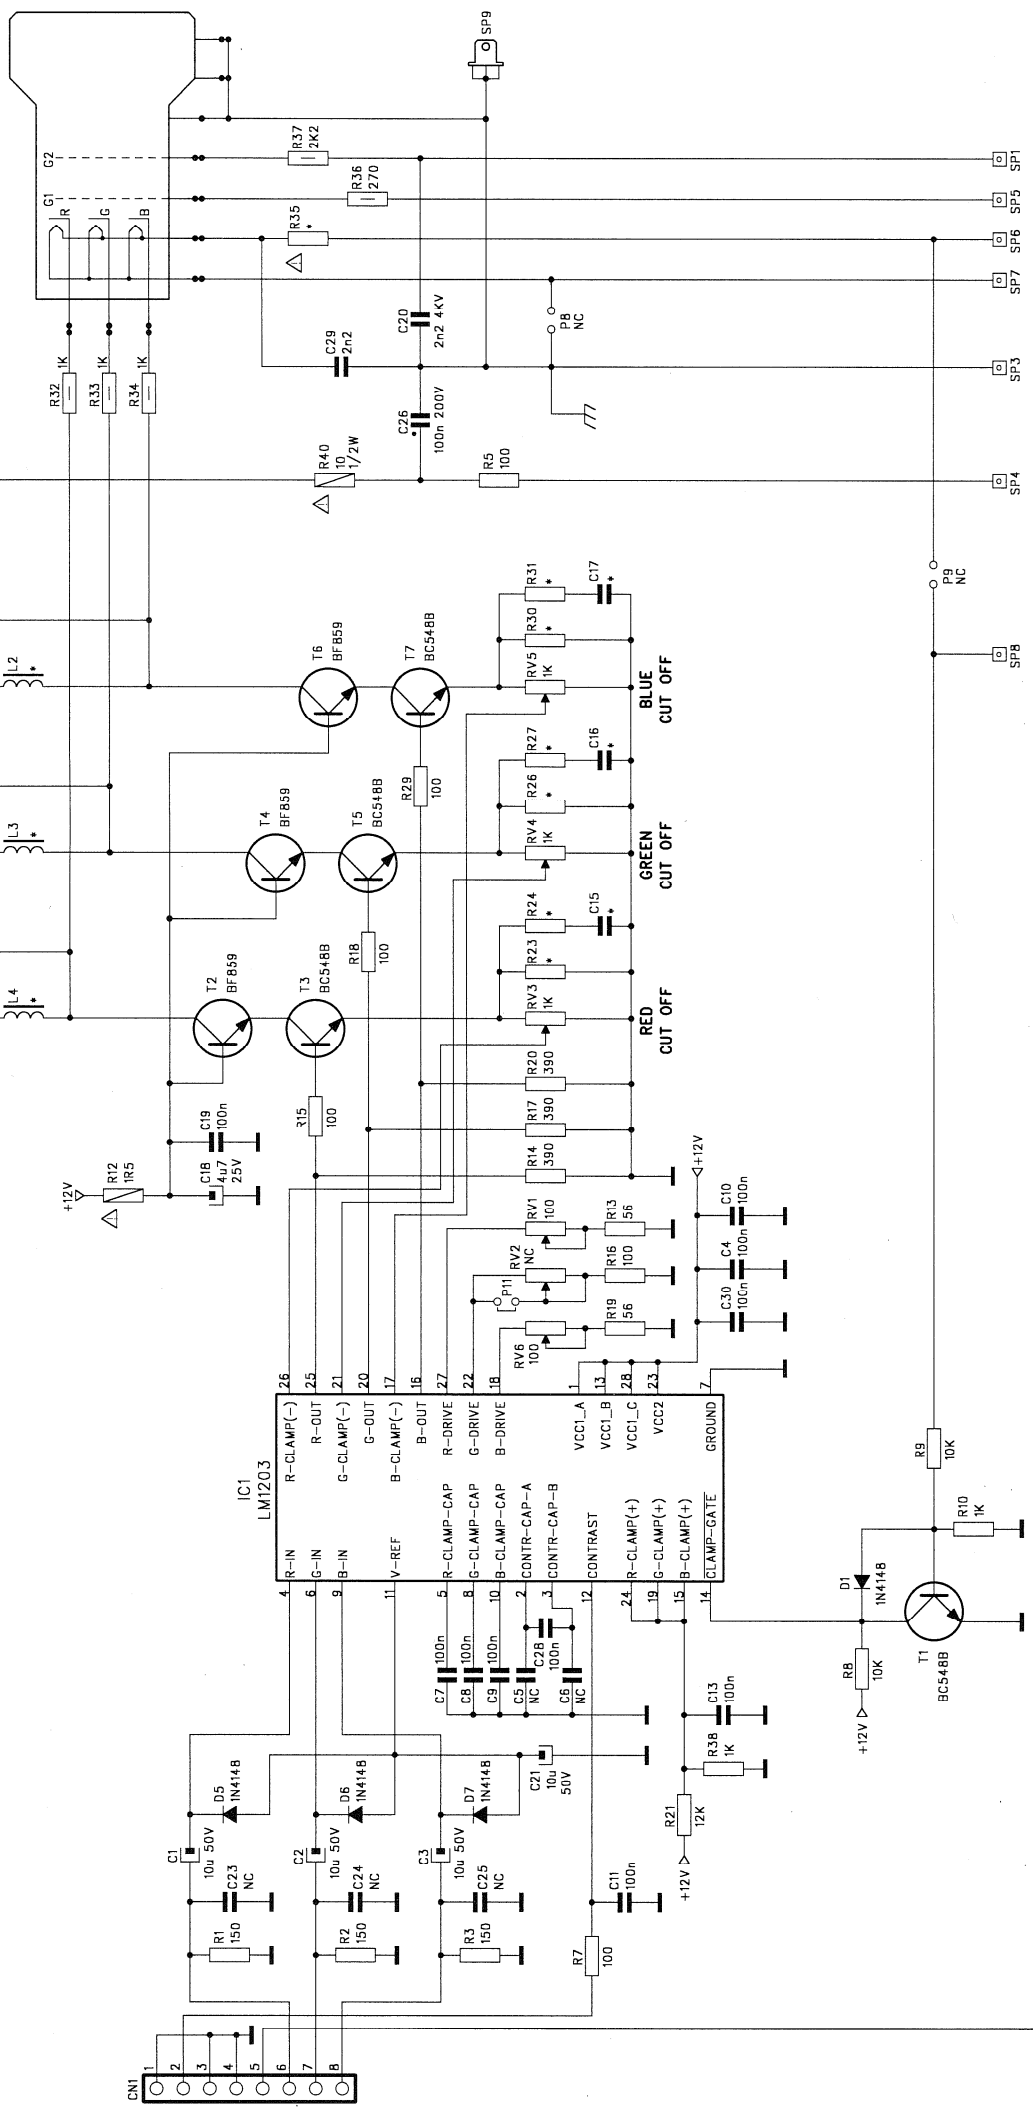 SP9
G2
G1
R
G
B
R37
2K2
R36
270
R35
*
SP1
SP5
SP6
SP7
SP3
SP4
SP8
R32
1K
R33
1K
R34
1K
C29
2n2
C20
2n2 4KV
P8
NC
C26
100n 200V
R40
10
1/2W
R5
100
P9
NC
L2
*
L3
*
L4
*
T6
BF859
T7
BC548B
T4
BF859
T5
BC548B
T2
BF859
T3
BC548B
R29
100
R18
100
R15
100
R31
*
C17
*
R30
*
RV5
1K
BLUE
CUT OFF
R27
*
C16
*
R26
*
RV4
1K
GREEN
CUT OFF
R24
*
C15
*
R23
*
RV3
1K
RED
CUT OFF
R20
390
R17
390
R14
390
+12V
R12
1R5
C19
100n
C18
4u7
25V
RV1
100
R13
56
RV2
NC
P11
R16
100
RV6
100
R19
56
+12V
C10
100n
C4
100n
C30
100n
IC1
LM1203
26
R-CLAMP(-)
25
R-OUT
21
G-CLAMP(-)
20
G-OUT
17
B-CLAMP(-)
16
B-OUT
27
R-DRIVE
22
G-DRIVE
18
B-DRIVE
1
VCC1_A
13
VCC1_B
28
VCC1_C
23
VCC2
7
GROUND
R-IN
4
G-IN
6
B-IN
9
V-REF
11
R-CLAMP-CAP
5
G-CLAMP-CAP
8
B-CLAMP-CAP
10
CONTR-CAP-A
2
CONTR-CAP-B
3
CONTRAST
12
R-CLAMP(+)
24
G-CLAMP(+)
19
B-CLAMP(+)
15
CLAMP-GATE
14
R9
10K
R10
1K
D1
1N4148
T1
BC548B
R8
10K
+12V
C7
100n
C8
100n
C9
100n
C5
NC
C28
100n
C6
NC
C13
100n
R38
1K
R21
12K
+12V
C21
10u
50V
D5
1N4148
D6
1N4148
D7
1N4148
C1
10u 50V
C2
10u 50V
C3
10u 50V
C23
NC
C24
NC
C25
NC
R1
150
R2
150
R3
150
C11
100n
R7
100
CN1
1
2
3
4
5
6
7
8